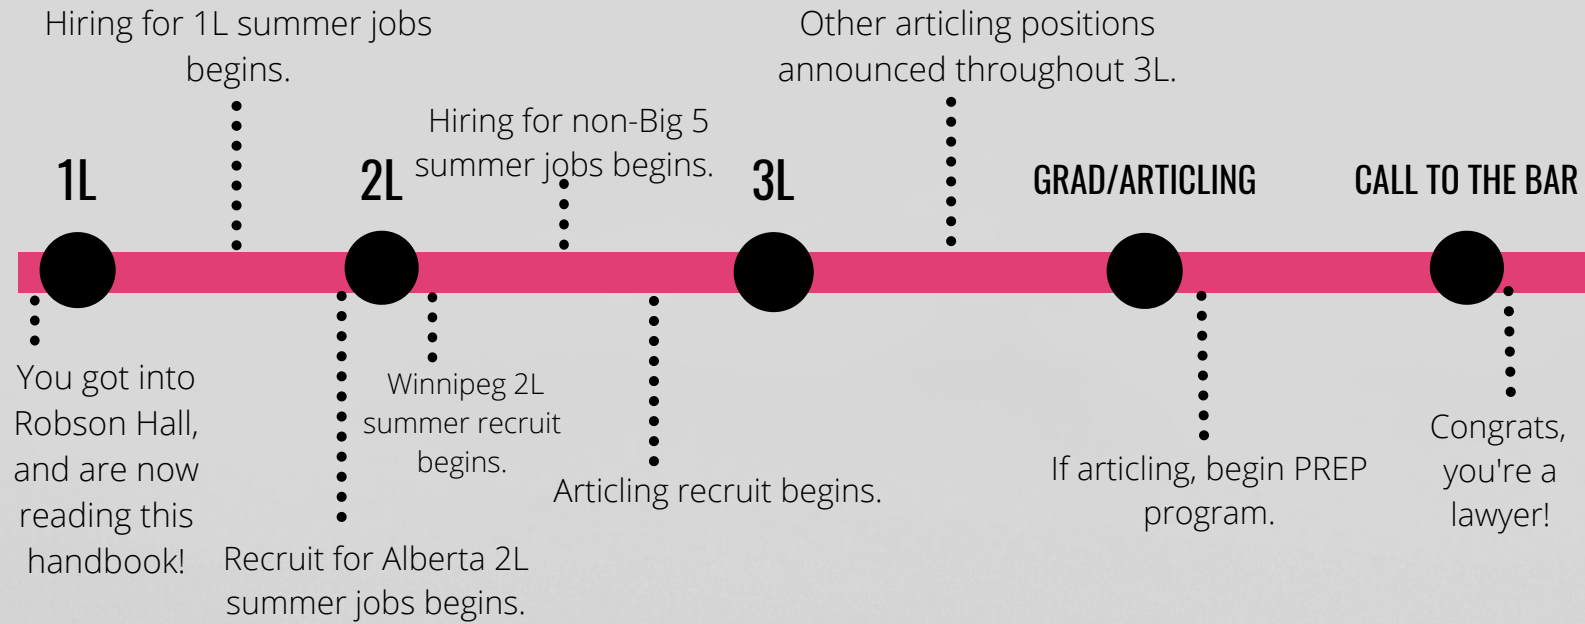 Hiring for 1L summer jobs
begins.
Other articling positions
announced throughout 3L.
Hiring for non-Big 5
summer jobs begins.
1L
2L
3L
GRAD/ARTICLING
CALL TO THE BAR
You got into
Robson Hall,
and are now
reading this
handbook!
Recruit for Alberta 2L
summer jobs begins.
Winnipeg 2L
summer recruit
begins.
Articling recruit begins.
If articling, begin PREP
program.
Congrats,
you're a
lawyer!